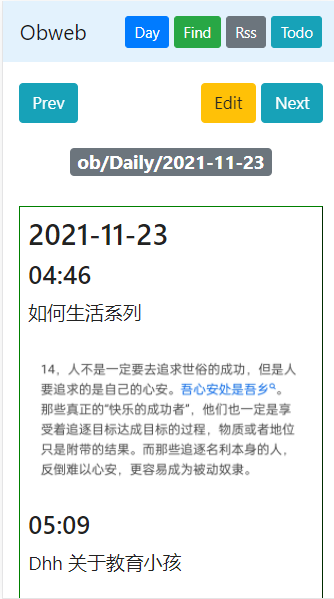 Obweb
Day
Find
Rss
Todo
Prev
Edit
Next
ob/Daily/2021-11-23
2021-11-23
04:46
如何生活系列
14，人不是一定要去追求世俗的成功，但是人
要追求的是自己的心安。吾心安处是吾乡。
那些真正的“快乐的成功者”，他们也一定是享
受着追逐目标达成目标的过程，物质或者地位
只是附带的结果。而那些追逐名利本身的人，
反倒难以心安，更容易成为被动奴隶。
05:09
Dhh 关于教育小孩